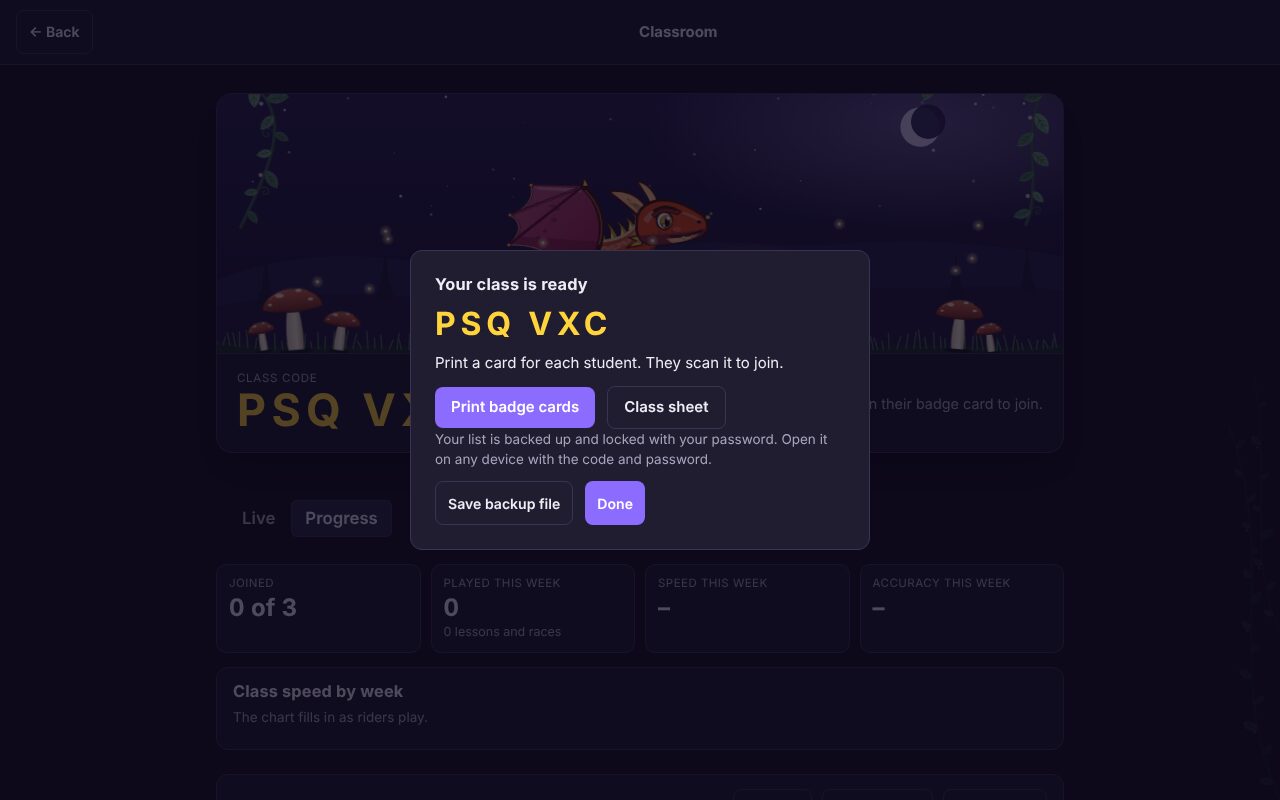 ← Back
Classroom
Your class is ready
PSQ VXC
Print a card for each student. They scan it to join.
Print badge cards
Class sheet
Your list is backed up and locked with your password. Open it
on any device with the code and password.
Save backup file
Done
CLASS CODE
PSQ V
n their badge card to join.
Live
Progress
JOINED
0 of 3
PLAYED THIS WEEK
0
0 lessons and races
SPEED THIS WEEK
–
ACCURACY THIS WEEK
–
Class speed by week
The chart fills in as riders play.